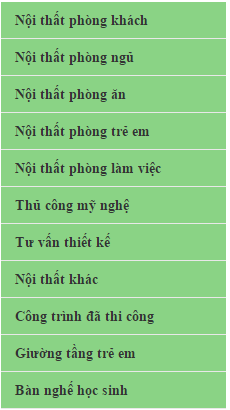 Nội thất phòng khách
Nội thất phòng ngủ
Nội thất phòng ăn
Nội thất phòng trẻ em
Nội thất phòng làm việc
Thủ công mỹ nghệ
Tư vấn thiết kế
Nội thất khác
Công trình đã thi công
Giường tầng trẻ em
Bàn nghế học sinh